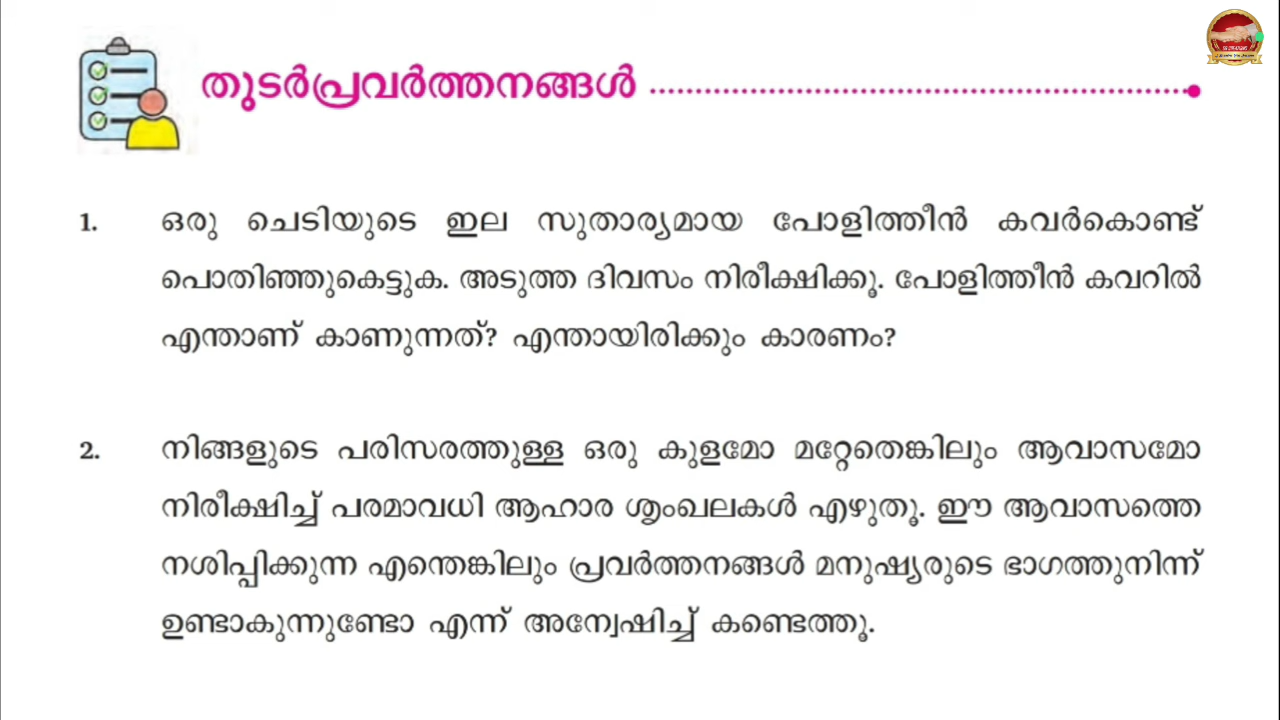 തുടർപ്രവർത്തനങ്ങൾ
1. ഒരു ചെടിയുടെ ഇല സുതാര്യമായ പോളിത്തീൻ കവർകൊണ്ട്
പൊതിഞ്ഞുകെട്ടുക. അടുത്ത ദിവസം നിരീക്ഷിക്കൂ. പോളിത്തീൻ കവറിൽ
എന്താണ് കാണുന്നത്? എന്തായിരിക്കും കാരണം?
2. നിങ്ങളുടെ പരിസരത്തുള്ള ഒരു കുളമോ മറ്റേതെങ്കിലും ആവാസമോ
നിരീക്ഷിച്ച് പരമാവധി ആഹാര ശൃംഖലകൾ എഴുതൂ. ഈ ആവാസത്തെ
നശിപ്പിക്കുന്ന എന്തെങ്കിലും പ്രവർത്തനങ്ങൾ മനുഷ്യരുടെ ഭാഗത്തുനിന്ന്
ഉണ്ടാകുന്നുണ്ടോ എന്ന് അന്വേഷിച്ച് കണ്ടെത്തൂ.